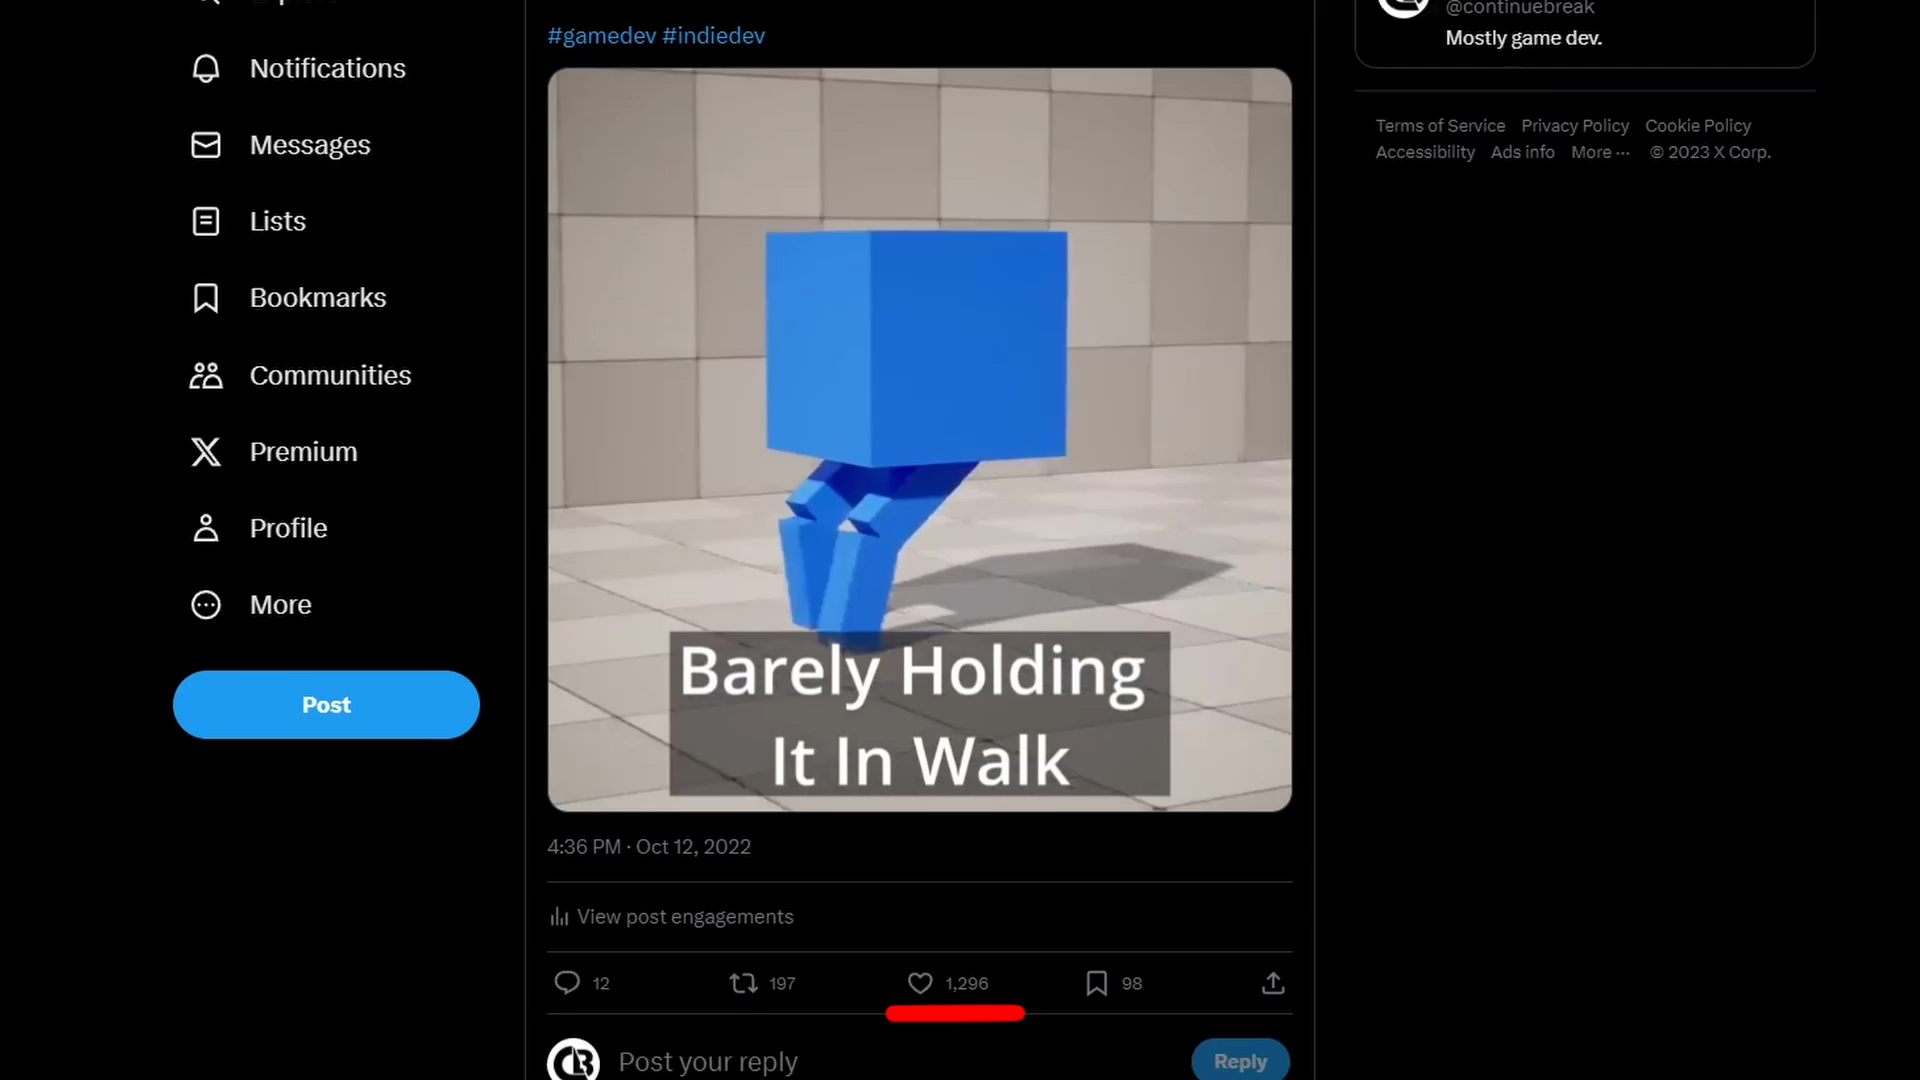 Notifications
Messages
Lists
Bookmarks
Communities
Premium
Profile
More
Post
#gamedev #indiedev
Barely Holding
It In Walk
4:36 PM · Oct 12, 2022
View post engagements
12 197 1,296 98
Post your reply
Reply
@continuebreak
Mostly game dev.
Terms of Service Privacy Policy Cookie Policy
Accessibility Ads info More ··· © 2023 X Corp.